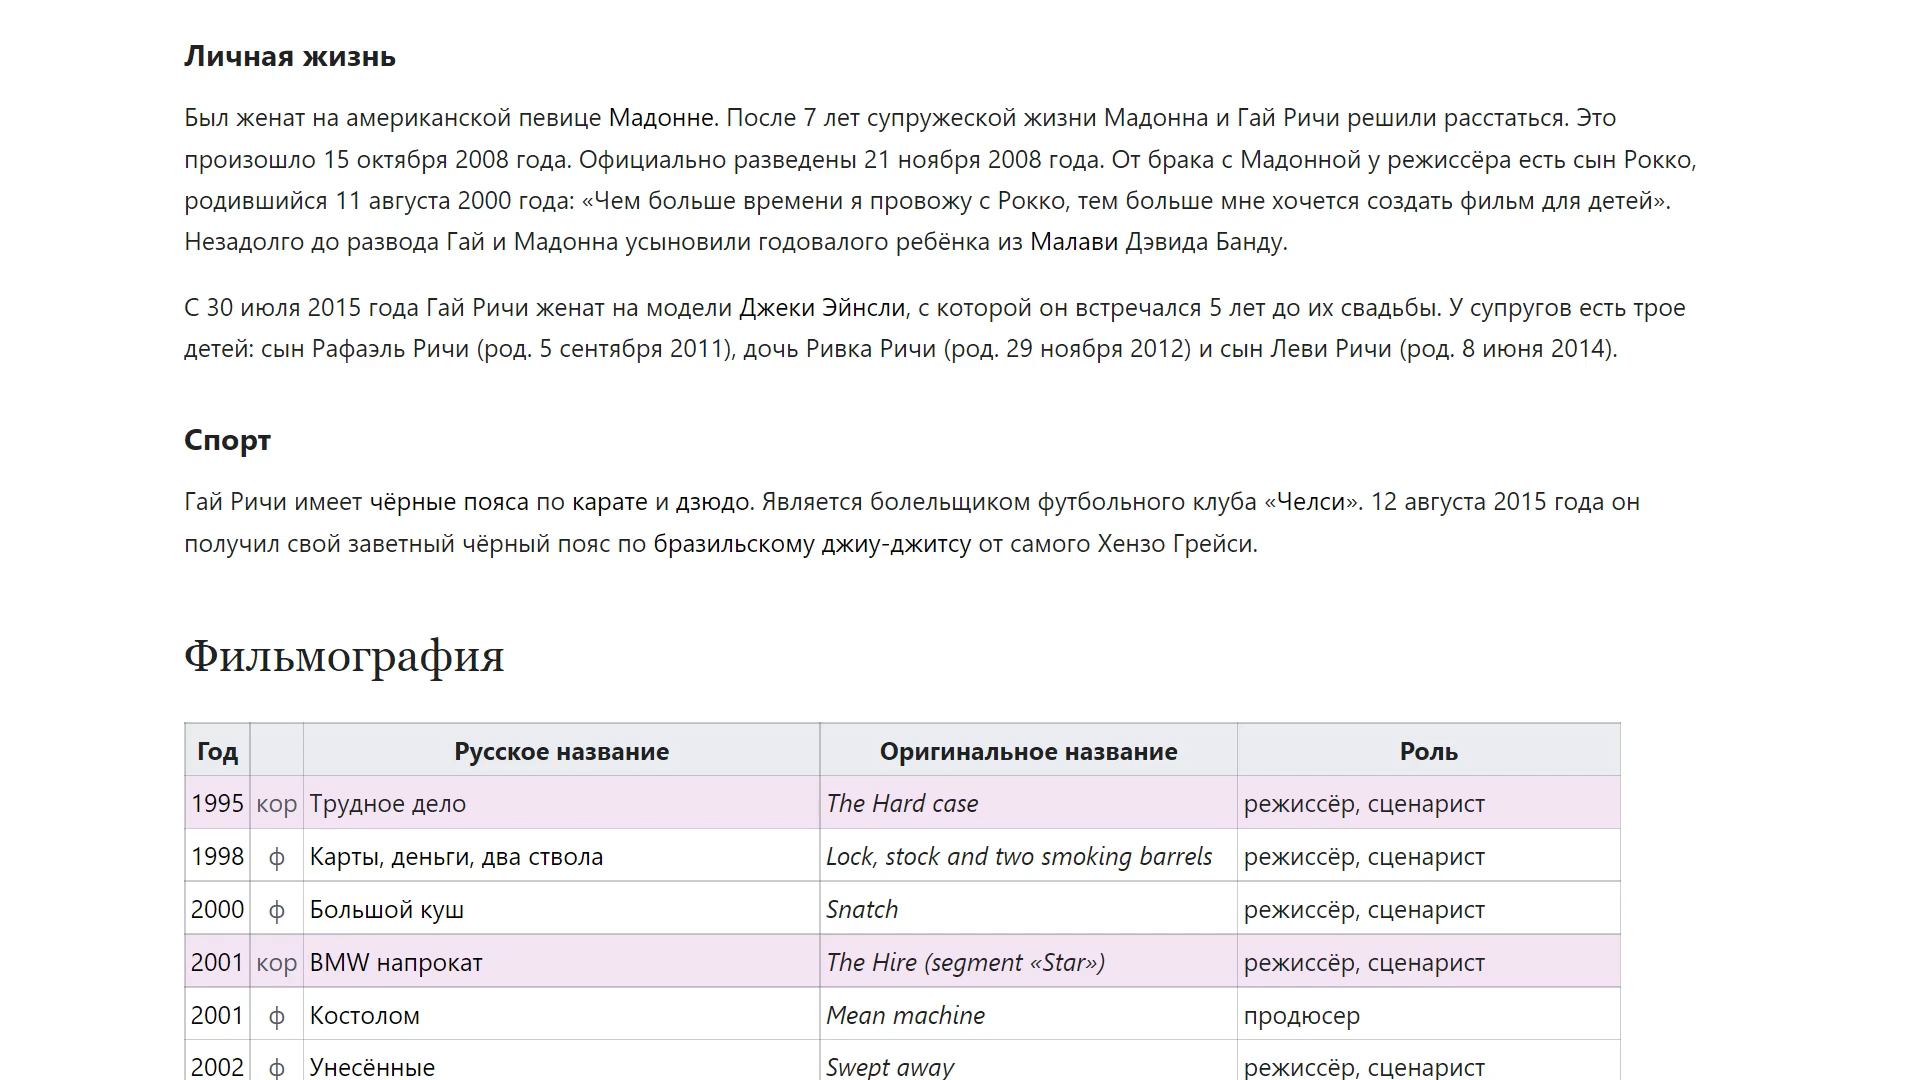 Личная жизнь
Был женат на американской певице Мадонне. После 7 лет супружеской жизни Мадонна и Гай Ричи решили расстаться. Это
произошло 15 октября 2008 года. Официально разведены 21 ноября 2008 года. От брака с Мадонной у режиссёра есть сын Рокко,
родившийся 11 августа 2000 года: «Чем больше времени я провожу с Рокко, тем больше мне хочется создать фильм для детей».
Незадолго до развода Гай и Мадонна усыновили годовалого ребёнка из Малави Дэвида Банду.
С 30 июля 2015 года Гай Ричи женат на модели Джеки Эйнсли, с которой он встречался 5 лет до их свадьбы. У супругов есть трое
детей: сын Рафаэль Ричи (род. 5 сентября 2011), дочь Ривка Ричи (род. 29 ноября 2012) и сын Леви Ричи (род. 8 июня 2014).
Спорт
Гай Ричи имеет чёрные пояса по карате и дзюдо. Является болельщиком футбольного клуба «Челси». 12 августа 2015 года он
получил свой заветный чёрный пояс по бразильскому джиу-джитсу от самого Хензо Грейси.
Фильмография
Год Русское название Оригинальное название Роль
1995 кор Трудное дело The Hard case режиссёр, сценарист
1998 ф Карты, деньги, два ствола Lock, stock and two smoking barrels режиссёр, сценарист
2000 ф Большой куш Snatch режиссёр, сценарист
2001 кор BMW напрокат The Hire (segment «Star») режиссёр, сценарист
2001 ф Костолом Mean machine продюсер
2002 ф Унесённые Swept away режиссёр, сценарист